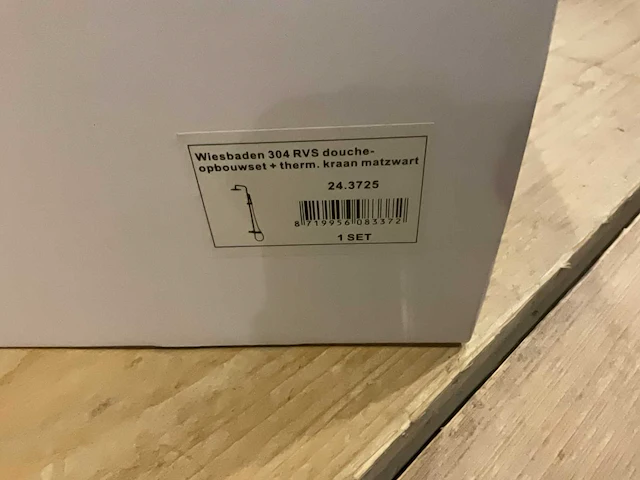 Wiesbaden 304 RVS douche-
opbouwset + therm. kraan matzwart
24.3725
8 719956 083372
1 SET